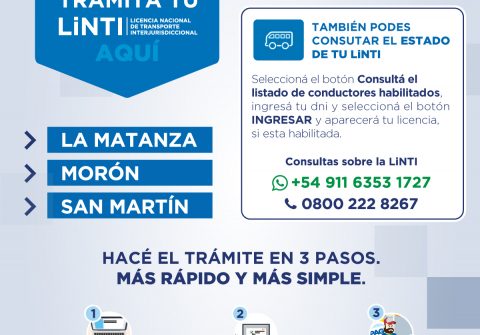 TRAMITÁ TU
LiNTI
LICENCIA NACIONAL
DE TRANSPORTE
INTERJURISDICCIONAL
AQUÍ
LA MATANZA
MORÓN
SAN MARTÍN
TAMBIÉN PODES
CONSUTAR EL ESTADO
DE TU LiNTI
Seleccioná el botón Consultá el
listado de conductores habilitados,
ingresá tu dni y seleccioná el botón
INGRESAR y aparecerá tu licencia,
si esta habilitada.
Consultas sobre la LiNTI
+54 911 6353 1727
0800 222 8267
HACÉ EL TRÁMITE EN 3 PASOS.
MÁS RÁPIDO Y MÁS SIMPLE.
1
2
3